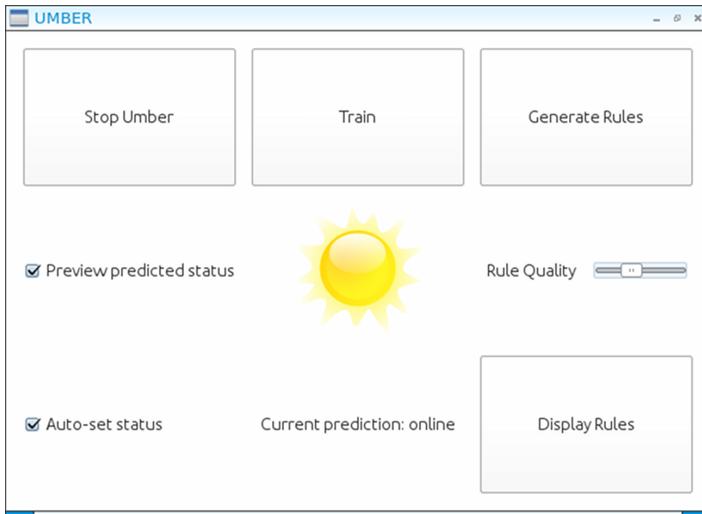 UMBER
Stop Umber
Train
Generate Rules
Preview predicted status
Rule Quality
Auto-set status
Current prediction: online
Display Rules